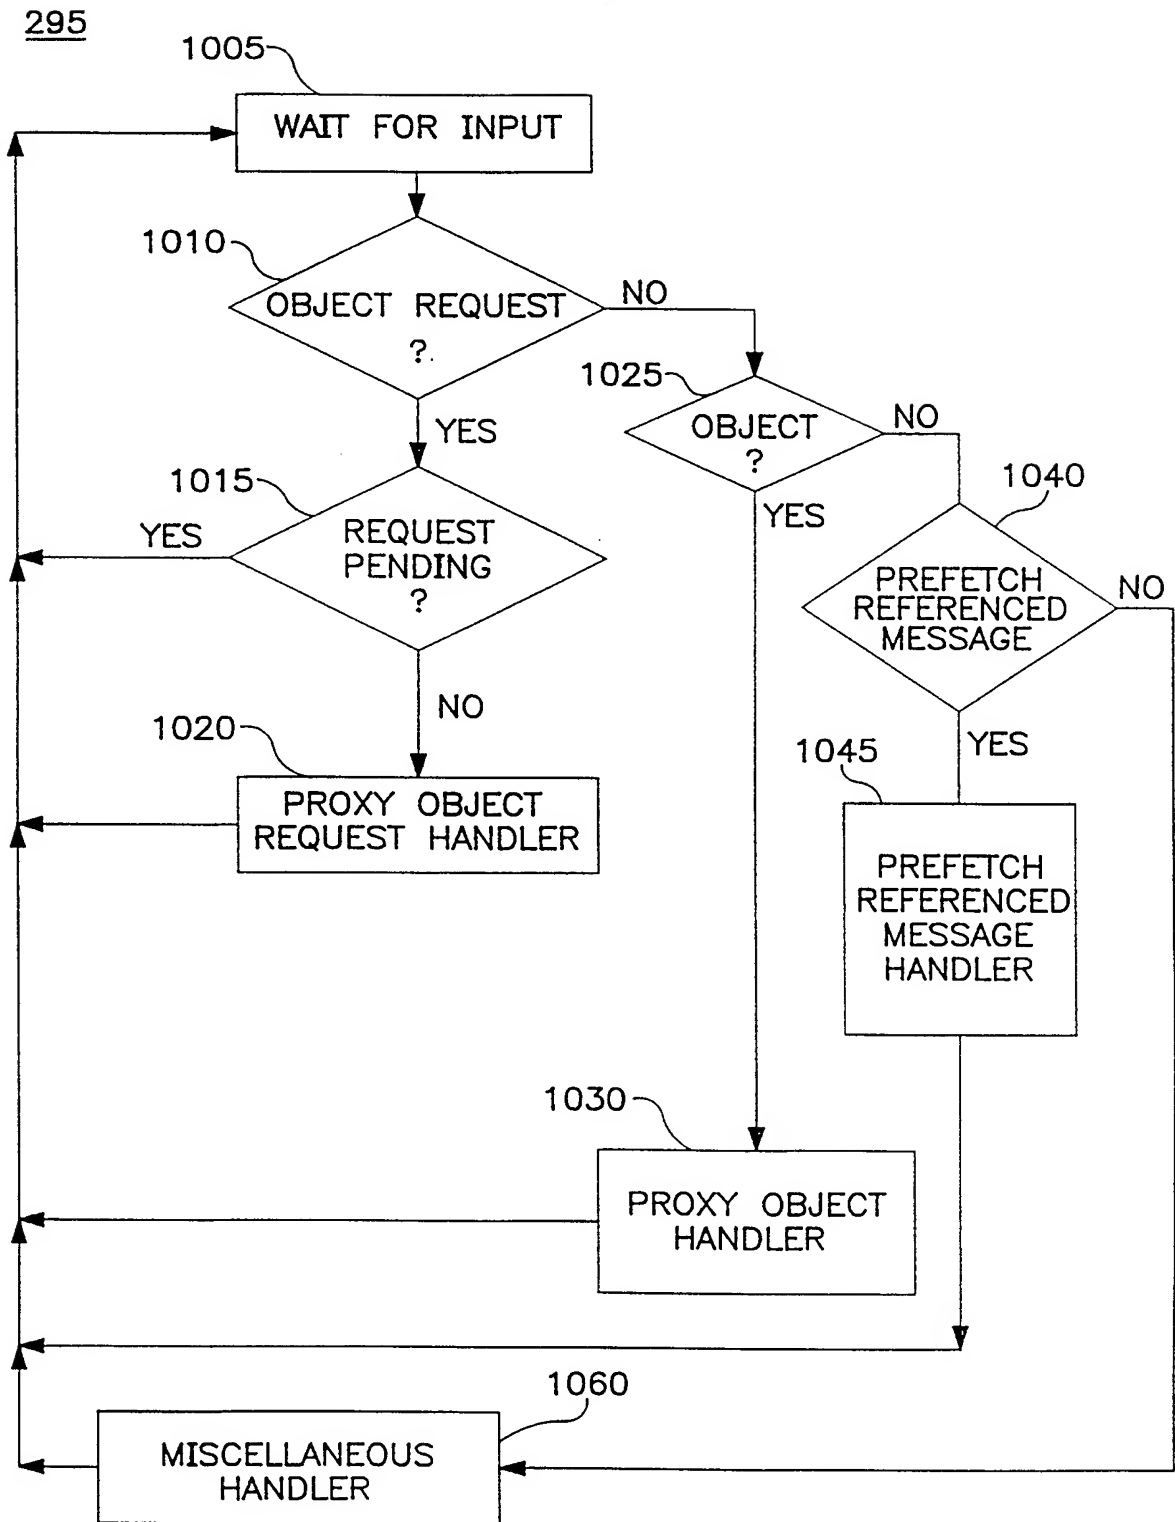 295
1005
WAIT FOR INPUT
1010
OBJECT REQUEST
?
NO
1025
OBJECT
?
NO
YES
1015
YES
REQUEST
PENDING
?
YES
1040
PREFETCH
REFERENCED
MESSAGE
NO
NO
1020
PROXY OBJECT
REQUEST HANDLER
YES
1045
PREFETCH
REFERENCED
MESSAGE
HANDLER
1030
PROXY OBJECT
HANDLER
1060
MISCELLANEOUS
HANDLER